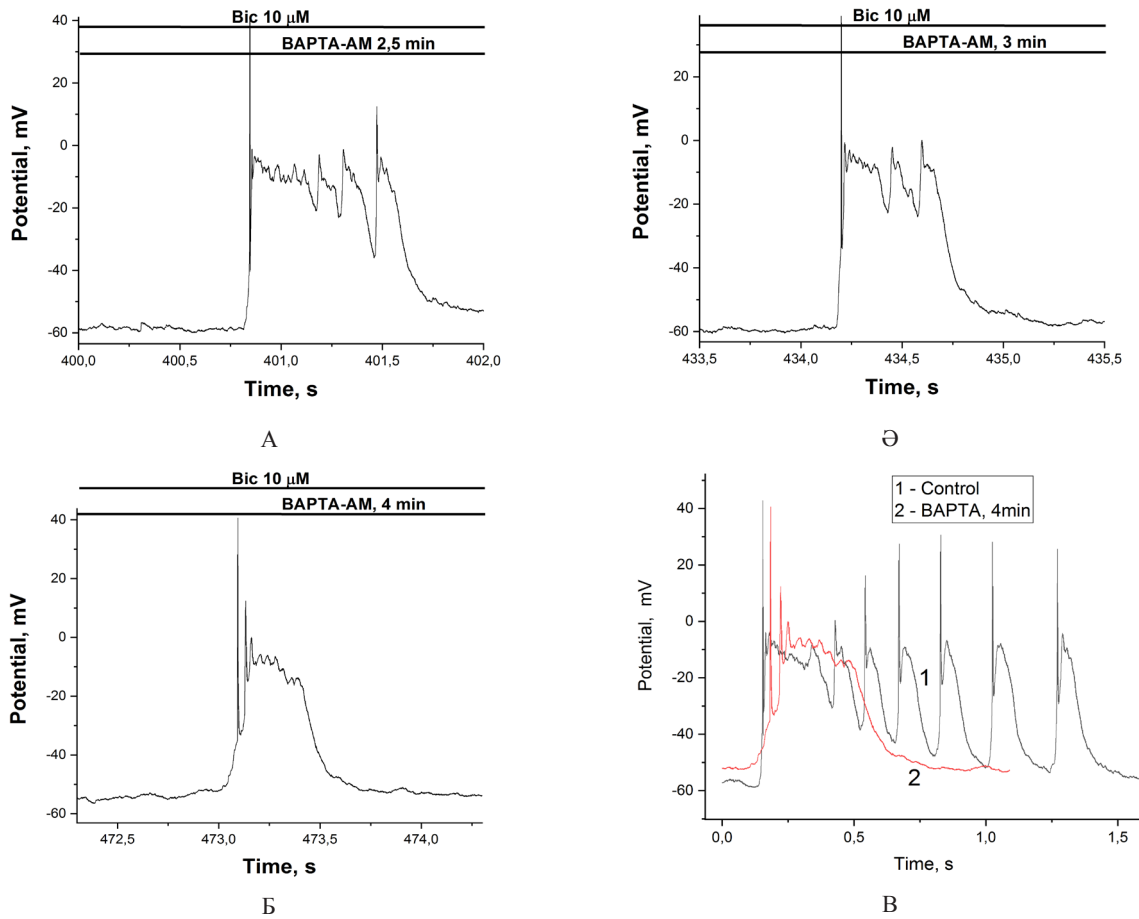 Bic 10 μM
BAPTA-AM 2,5 min
Potential, mV
40
20
0
-20
-40
-60
400,0 400,5 401,0 401,5 402,0
Time, s
А
Bic 10 μM
BAPTA-AM, 3 min
Potential, mV
40
20
0
-20
-40
-60
433,5 434,0 434,5 435,0 435,5
Time, s
Ә
Bic 10 μM
BAPTA-AM, 4 min
Potential, mV
40
20
0
-20
-40
-60
472,5 473,0 473,5 474,0
Time, s
Б
1 - Control
2 - BAPTA, 4min
Potential, mV
40
20
0
-20
-40
-60
1
2
0,0 0,5 1,0 1,5
Time, s
В